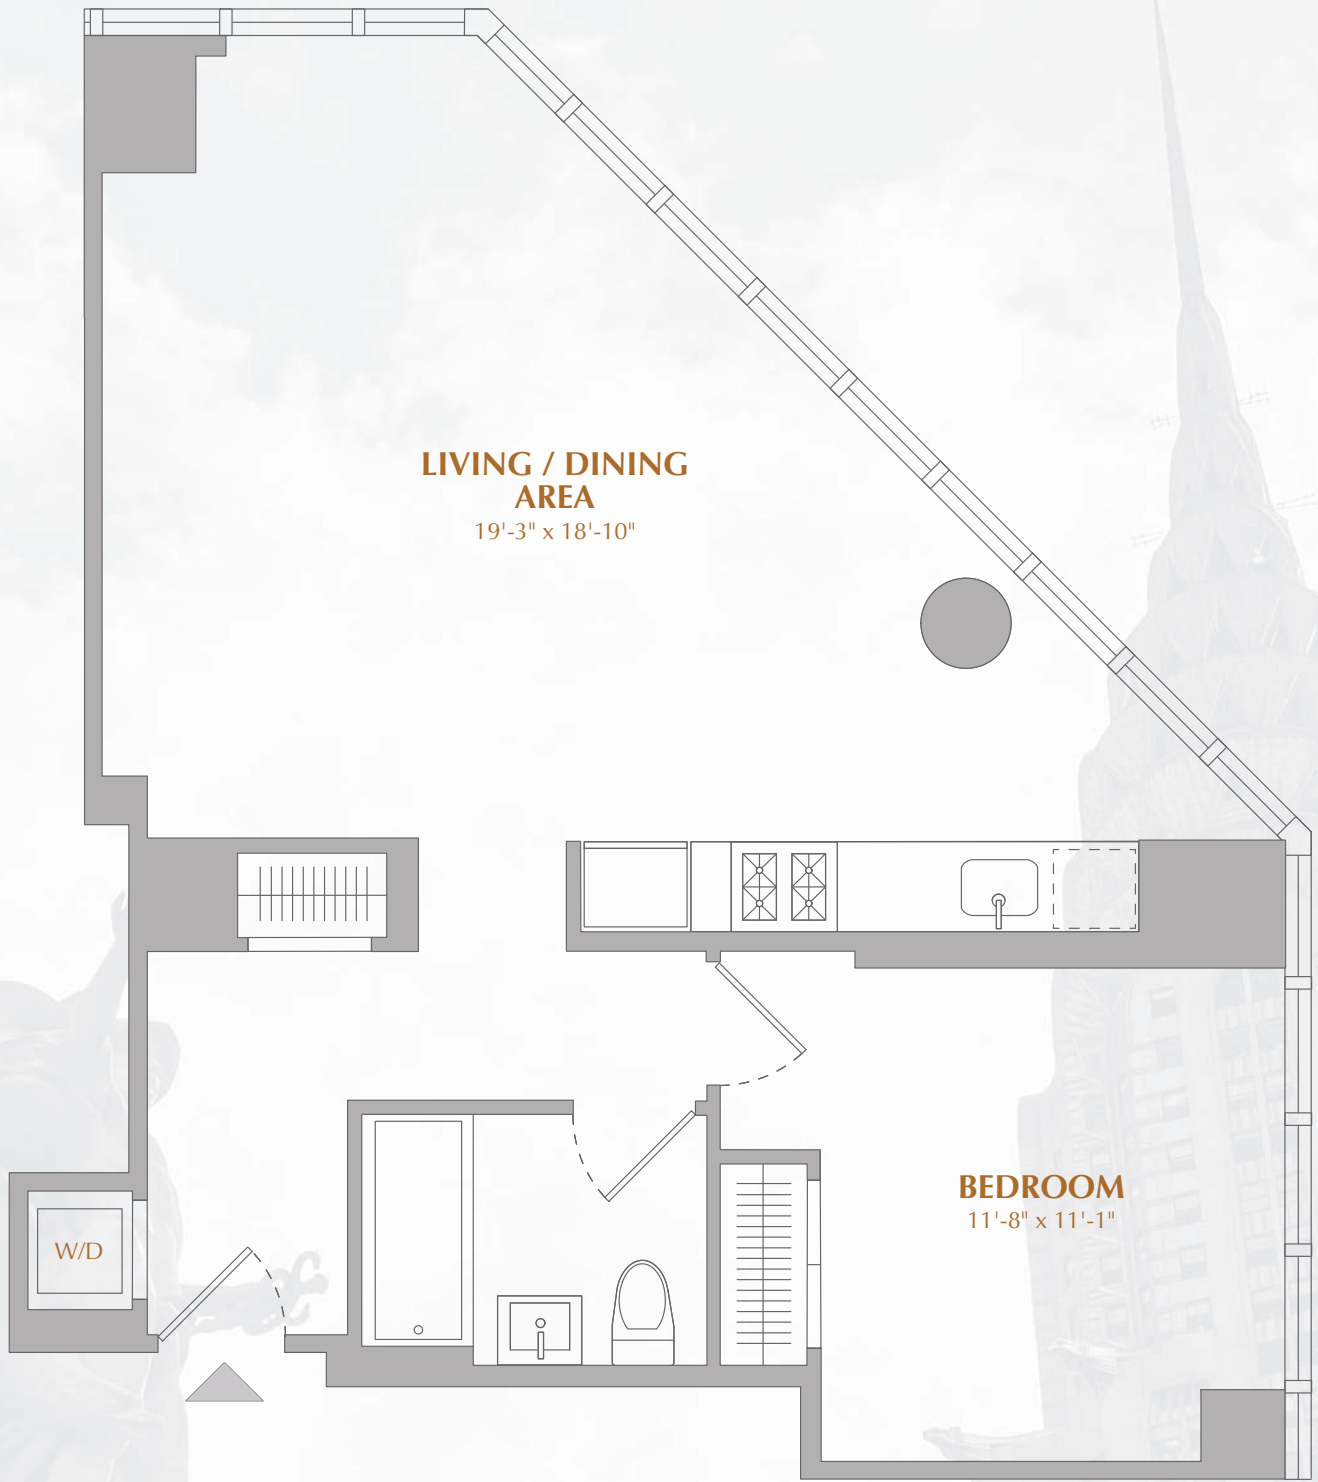 LIVING / DINING
AREA
19'-3" x 18'-10"
BEDROOM
11'-8" x 11'-1"
W/D